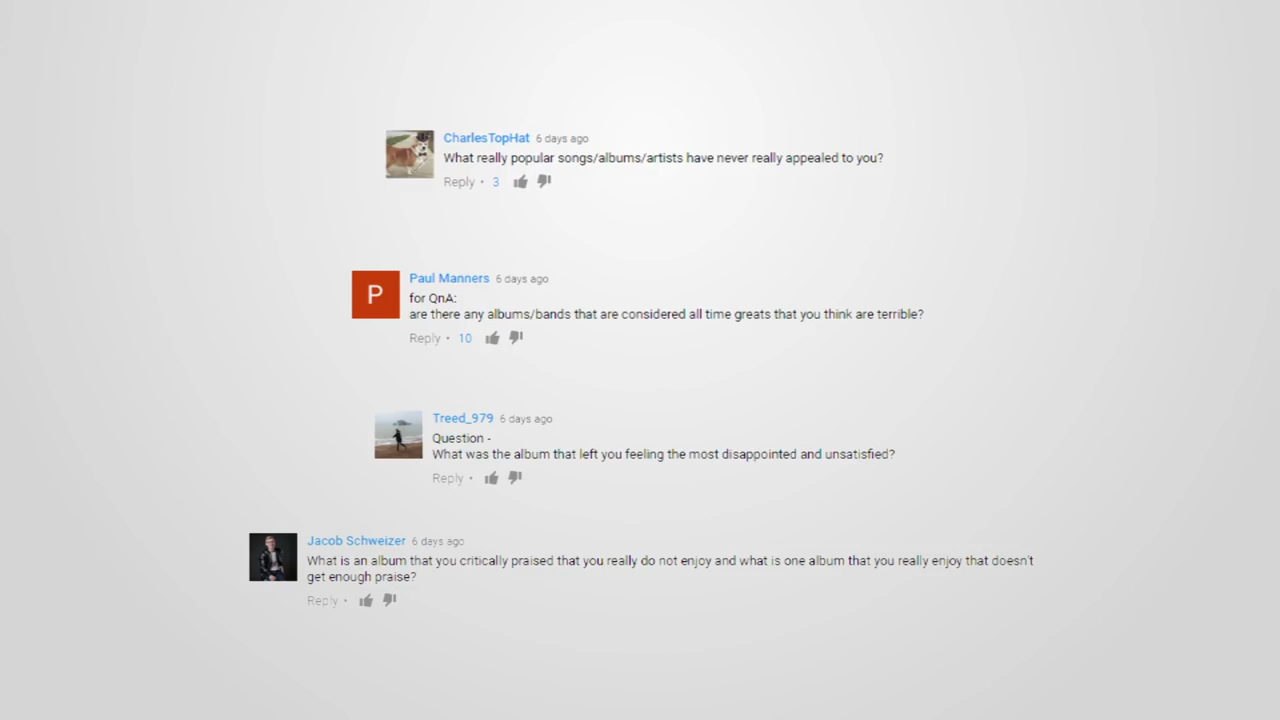 CharlesTopHat 6 days ago
What really popular songs/albums/artists have never really appealed to you?
Reply • 3
P
Paul Manners 6 days ago
for QnA:
are there any albums/bands that are considered all time greats that you think are terrible?
Reply • 10
Treed_979 6 days ago
Question -
What was the album that left you feeling the most disappointed and unsatisfied?
Reply •
Jacob Schweizer 6 days ago
What is an album that you critically praised that you really do not enjoy and what is one album that you really enjoy that doesn't
get enough praise?
Reply •